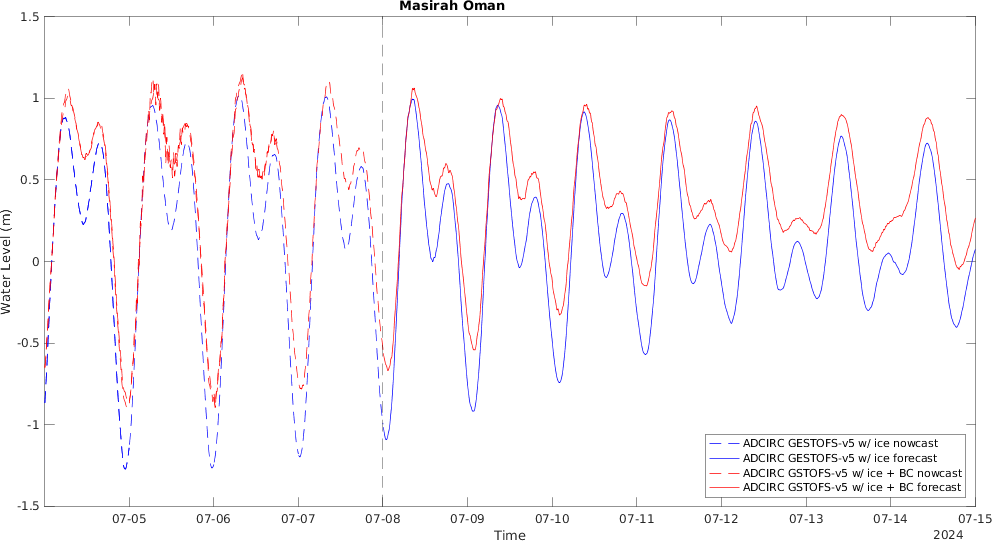 Masirah Oman
1.5
1
0.5
0
-0.5
-1
-1.5
Water Level (m)
ADCIRC GESTOFS-v5 w/ ice nowcast
ADCIRC GESTOFS-v5 w/ ice forecast
ADCIRC GSTOFS-v5 w/ ice + BC nowcast
ADCIRC GSTOFS-v5 w/ ice + BC forecast
07-05 07-06 07-07 07-08 07-09 07-10 07-11 07-12 07-13 07-14 07-15
Time
2024